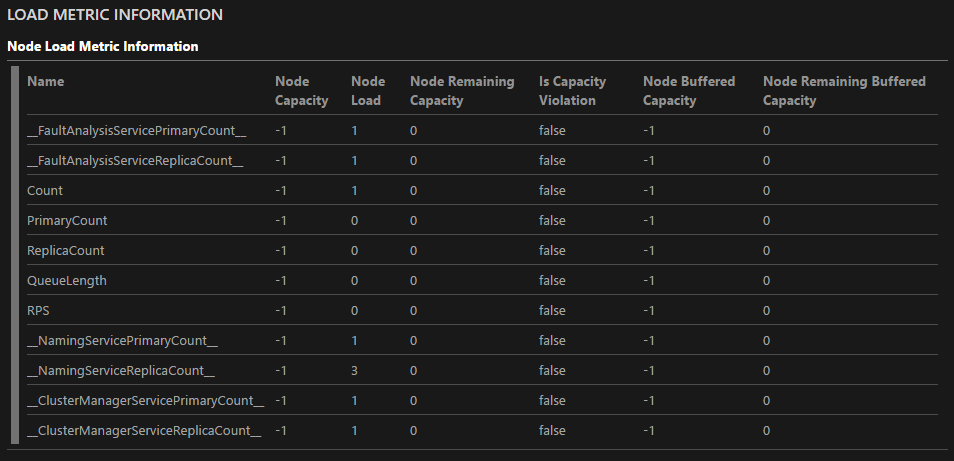 LOAD METRIC INFORMATION
Node Load Metric Information
Name Node Capacity Node Load Node Remaining Capacity Is Capacity Violation Node Buffered Capacity Node Remaining Buffered Capacity
__FaultAnalysisServicePrimaryCount__ -1 1 0 false -1 0
__FaultAnalysisServiceReplicaCount__ -1 1 0 false -1 0
Count -1 1 0 false -1 0
PrimaryCount -1 0 0 false -1 0
ReplicaCount -1 0 0 false -1 0
QueueLength -1 0 0 false -1 0
RPS -1 0 0 false -1 0
__NamingServicePrimaryCount__ -1 1 0 false -1 0
__NamingServiceReplicaCount__ -1 3 0 false -1 0
__ClusterManagerServicePrimaryCount__ -1 1 0 false -1 0
__ClusterManagerServiceReplicaCount__ -1 1 0 false -1 0